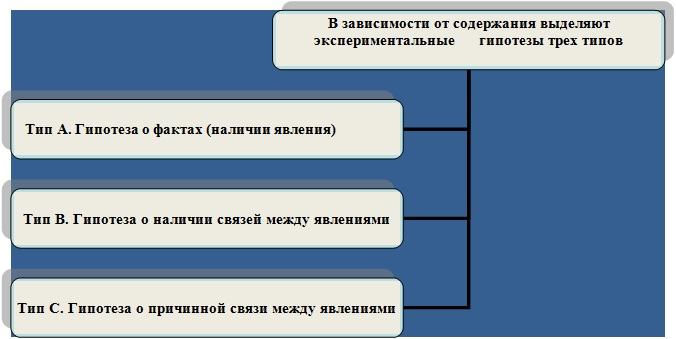 В зависимости от содержания выделяют
экспериментальные гипотезы трех типов
Тип А. Гипотеза о фактах (наличии явления)
Тип В. Гипотеза о наличии связей между явлениями
Тип С. Гипотеза о причинной связи между явлениями